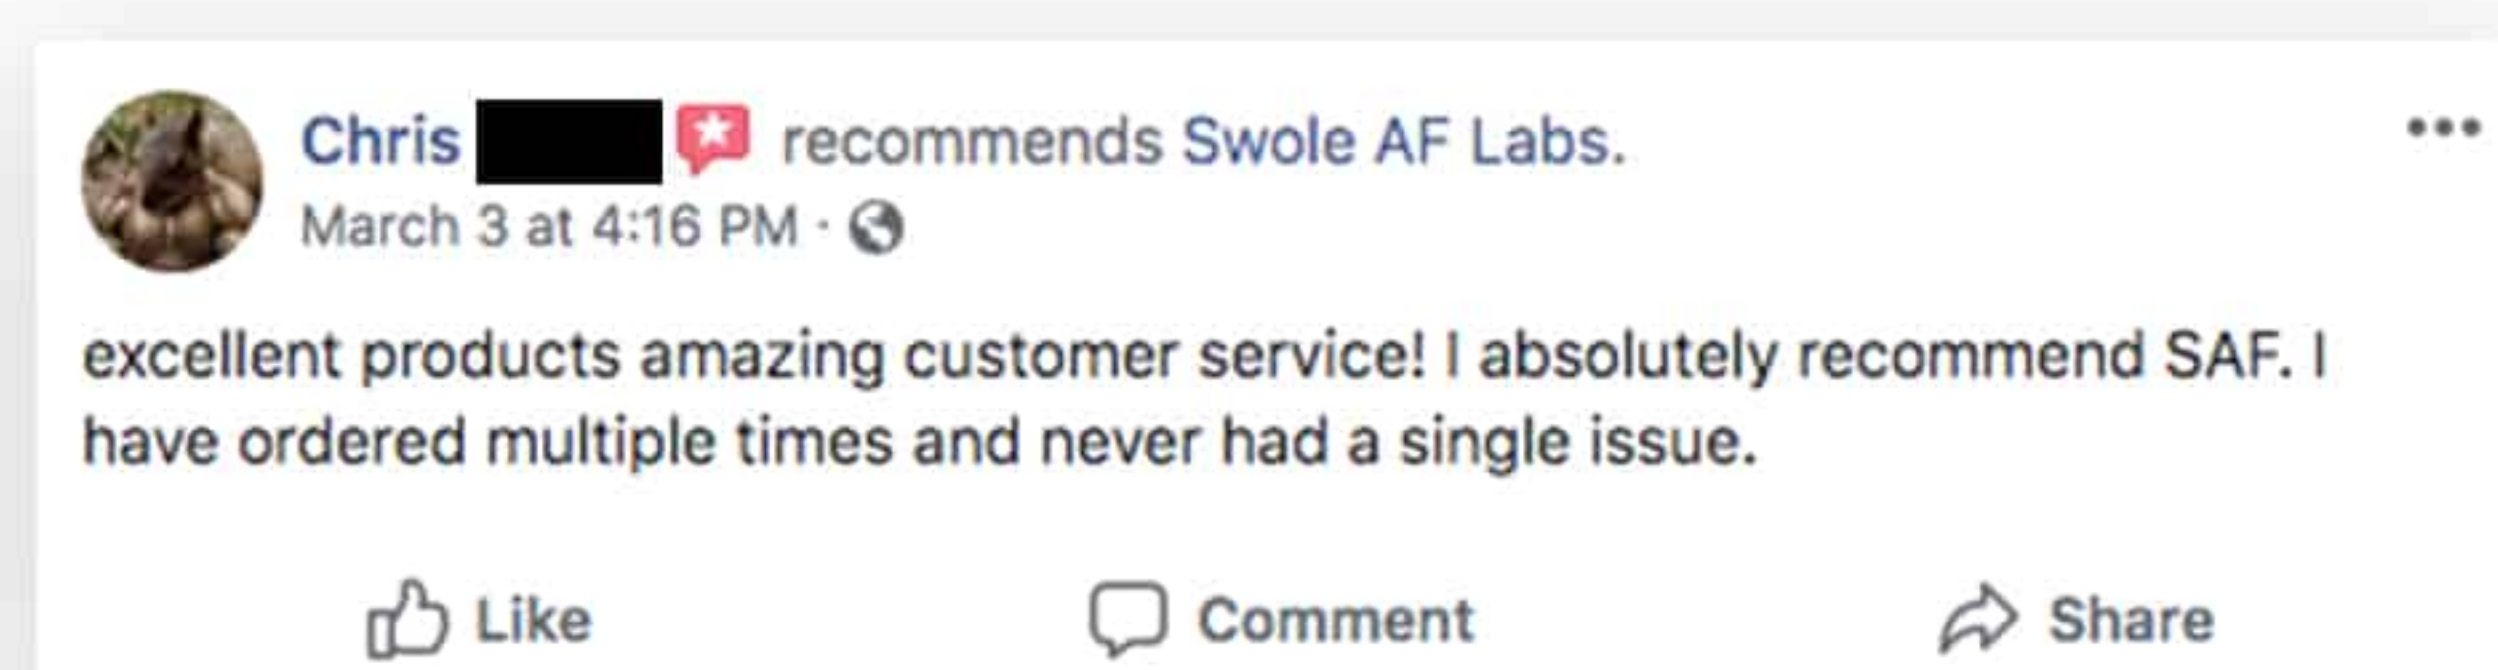 Chris recommends Swole AF Labs.
March 3 at 4:16 PM ·
excellent products amazing customer service! I absolutely recommend SAF. I
have ordered multiple times and never had a single issue.
Like Comment Share